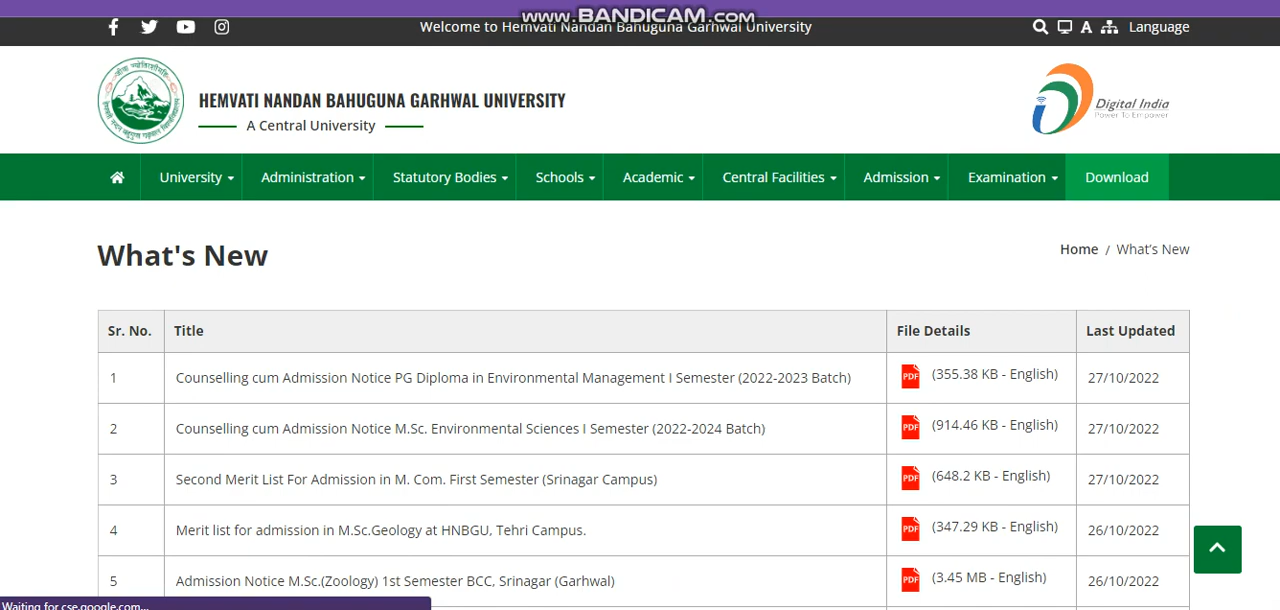 www.BANDICAM.com
Welcome to Hemvati Nandan Bahuguna Garhwal University
A
Language
HEMVATI NANDAN BAHUGUNA GARHWAL UNIVERSITY
A Central University
Digital India
Power To Empower
University
Administration
Statutory Bodies
Schools
Academic
Central Facilities
Admission
Examination
Download
What's New
Home / What's New
Sr. No. Title File Details Last Updated
1 Counselling cum Admission Notice PG Diploma in Environmental Management I Semester (2022-2023 Batch) PDF (355.38 KB - English) 27/10/2022
2 Counselling cum Admission Notice M.Sc. Environmental Sciences I Semester (2022-2024 Batch) PDF (914.46 KB - English) 27/10/2022
3 Second Merit List For Admission in M. Com. First Semester (Srinagar Campus) PDF (648.2 KB - English) 27/10/2022
4 Merit list for admission in M.Sc.Geology at HNBGU, Tehri Campus. PDF (347.29 KB - English) 26/10/2022
5 Admission Notice M.Sc.(Zoology) 1st Semester BCC, Srinagar (Garhwal) PDF (3.45 MB - English) 26/10/2022
Waiting for cse.google.com...